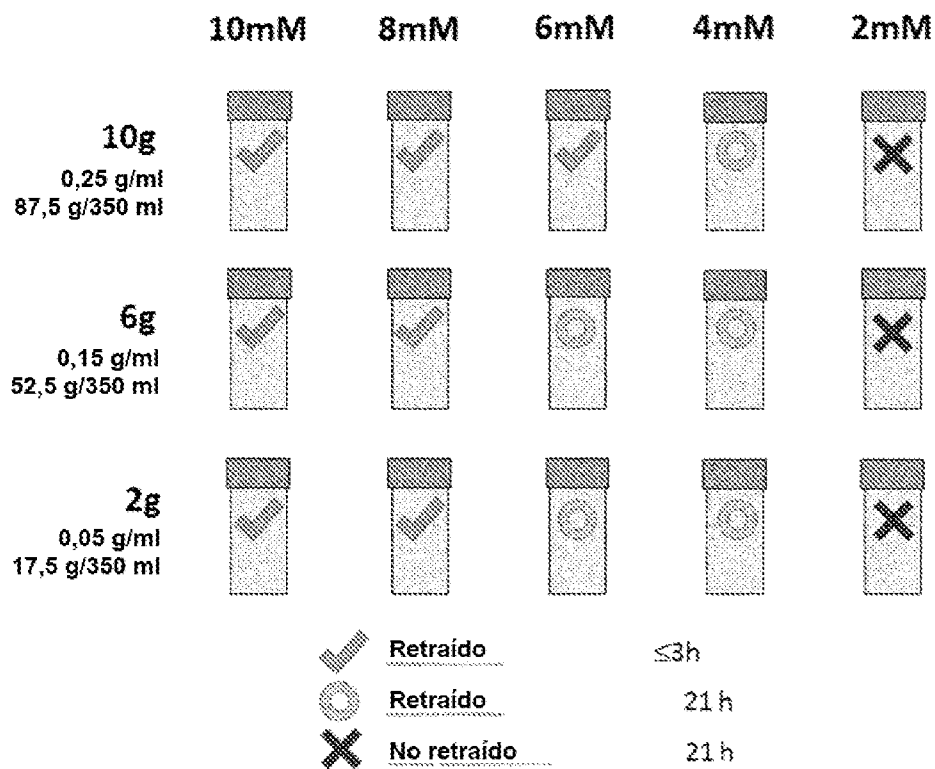 10mM 8mM 6mM 4mM 2mM
10g
0,25 g/ml
87,5 g/350 ml
6g
0,15 g/ml
52,5 g/350 ml
2g
0,05 g/ml
17,5 g/350 ml
Retraído ≤3h
Retraído 21 h
No retraído 21 h